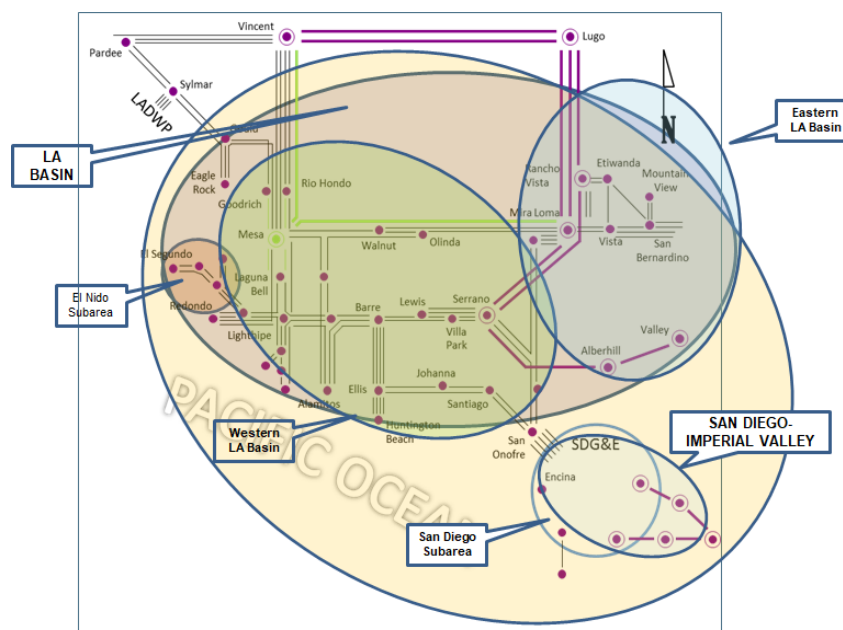 Vincent
Lugo
Pardee
Sylmar
LADWP
Gould
Eastern
LA Basin
N
LA
BASIN
Eagle
Rock
Goodrich
Rio Hondo
Rancho
Vista
Etiwanda
Mountain
View
Mira Loma
Mesa
Walnut
Olinda
Vista
San
Bernardino
El Segundo
Laguna
Bell
El Nido
Subarea
Redondo
Lighthipe
Barre
Lewis
Serrano
Villa
Park
Valley
Alberhill
Johanna
Ellis
Alamitos
Santiago
PACIFIC OCEAN
Huntington
Beach
Western
LA Basin
San
Onofre
SDG&E
SAN DIEGO-
IMPERIAL VALLEY
Encina
San Diego
Subarea